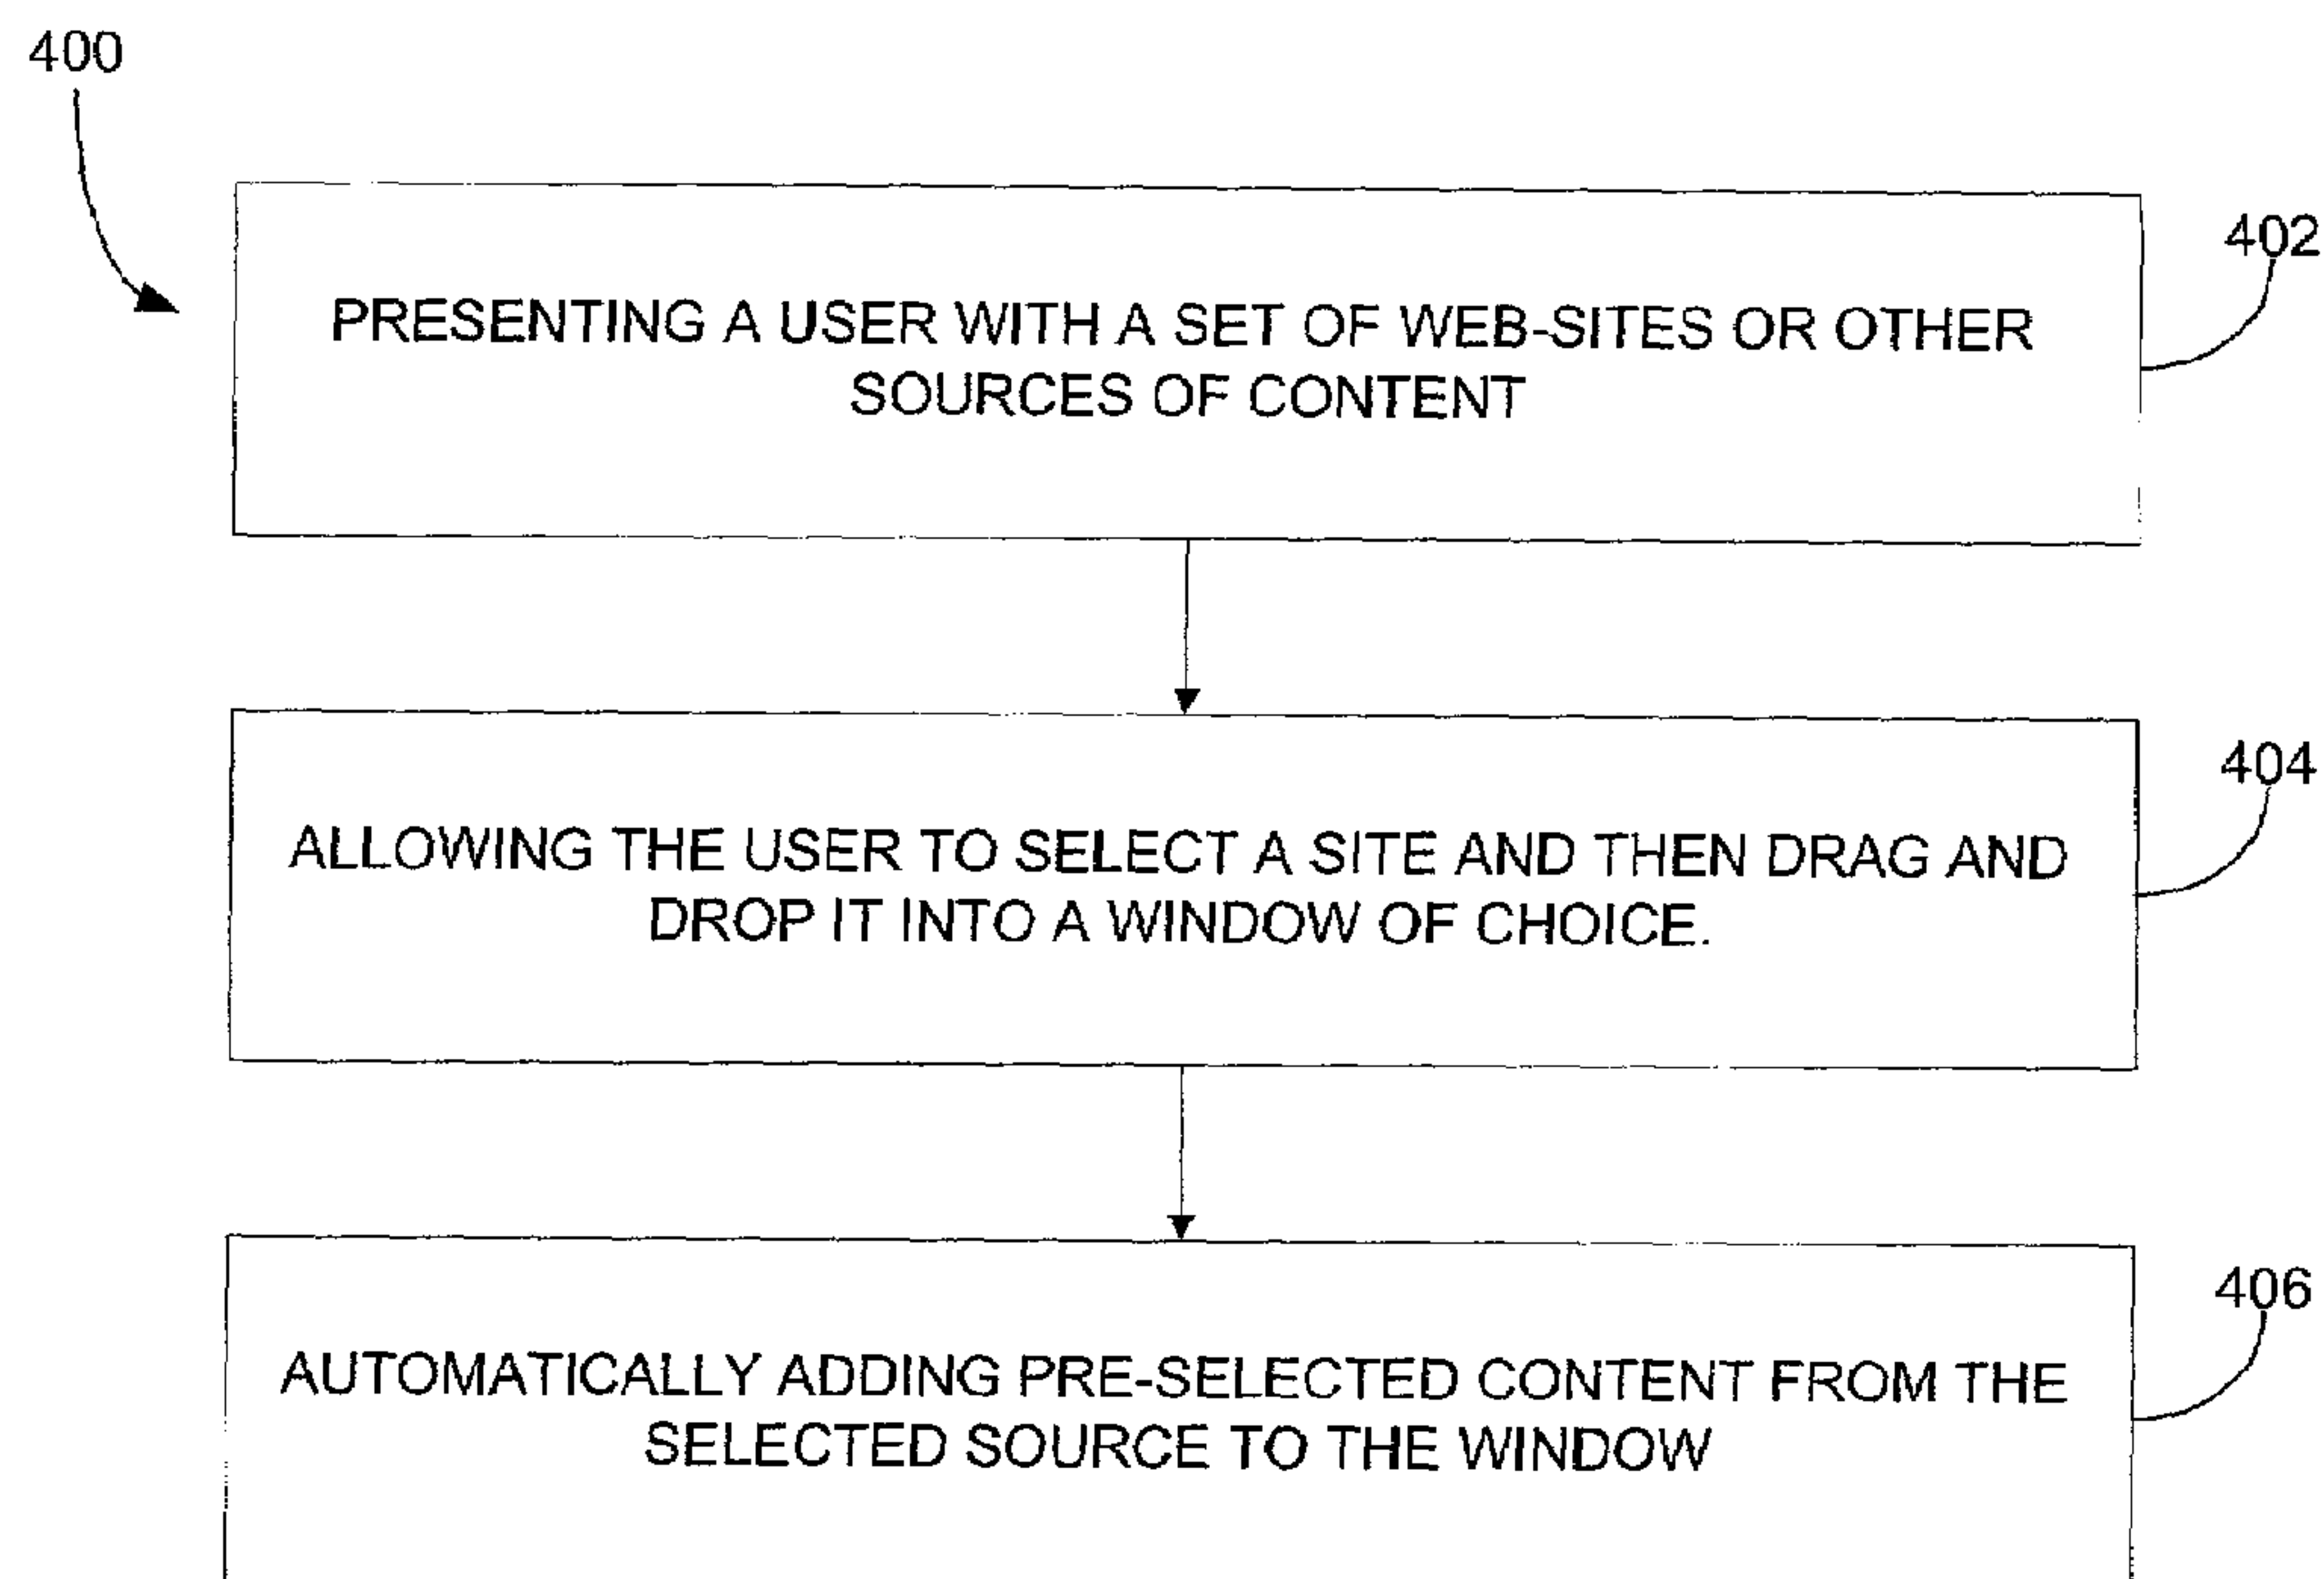 400
402
PRESENTING A USER WITH A SET OF WEB-SITES OR OTHER
SOURCES OF CONTENT
404
ALLOWING THE USER TO SELECT A SITE AND THEN DRAG AND
DROP IT INTO A WINDOW OF CHOICE.
406
AUTOMATICALLY ADDING PRE-SELECTED CONTENT FROM THE
SELECTED SOURCE TO THE WINDOW